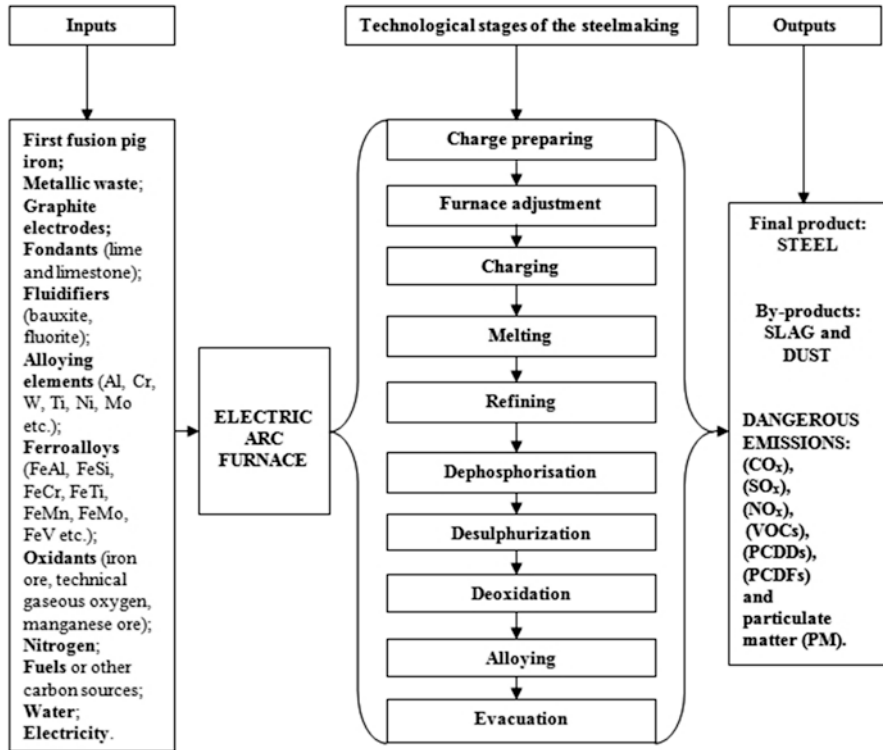 Inputs
Technological stages of the steelmaking
Outputs
First fusion pig
iron;
Metallic waste;
Graphite
electrodes;
Fondants (lime
and limestone);
Fluidifiers
(bauxite,
fluorite);
Alloying
elements (Al, Cr,
W, Ti, Ni, Mo
etc.);
Ferroalloys
(FeAl, FeSi,
FeCr, FeTi,
FeMn, FeMo,
FeV etc.);
Oxidants (iron
ore, technical
gaseous oxygen,
manganese ore);
Nitrogen;
Fuels or other
carbon sources;
Water;
Electricity.
ELECTRIC
ARC
FURNACE
Charge preparing
Furnace adjustment
Charging
Melting
Refining
Dephosphorisation
Desulphurization
Deoxidation
Alloying
Evacuation
Final product:
STEEL
By-products:
SLAG and
DUST
DANGEROUS
EMISSIONS:
(COₓ),
(SOₓ),
(NOₓ),
(VOCs),
(PCDDs),
(PCDFs)
and
particulate
matter (PM).